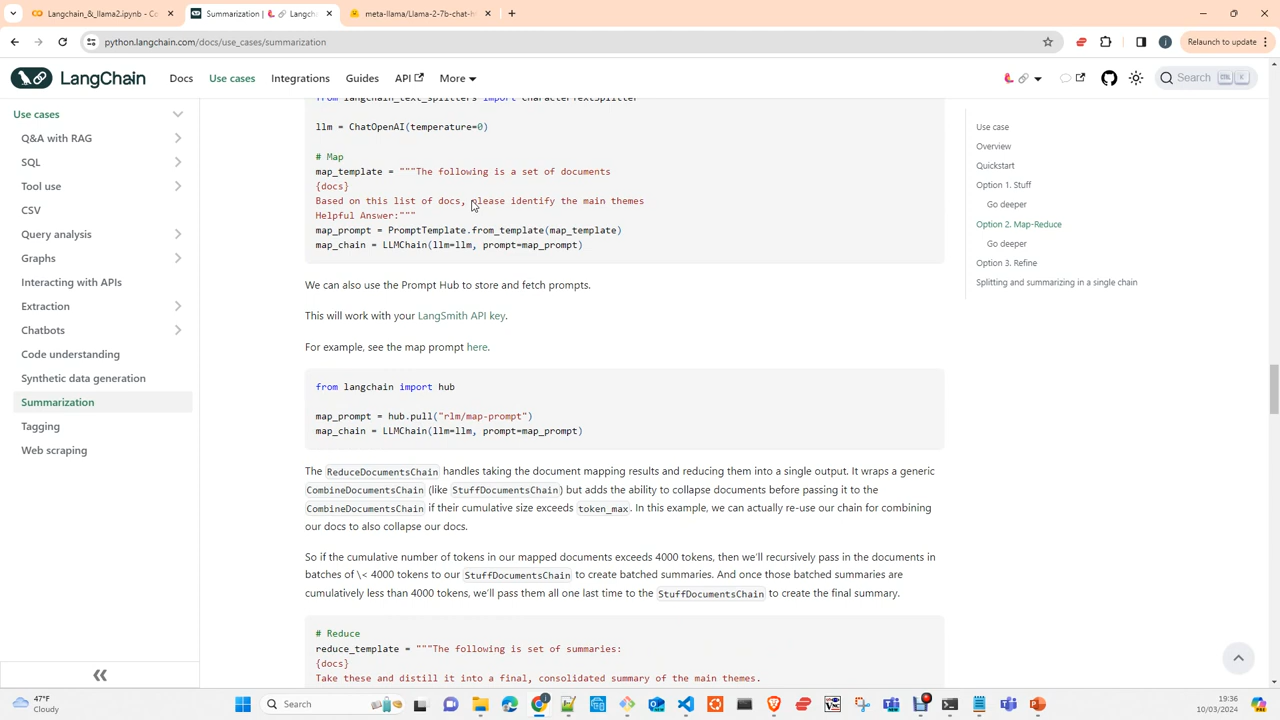 Langchain_&_llama2.ipynb - Co
Summarization | 🦜️🔗 Langch
meta-llama/Llama-2-7b-chat-h
python.langchain.com/docs/use_cases/summarization
Relaunch to update
LangChain
Docs
Use cases
Integrations
Guides
API
More
Search
Ctrl
K
Use cases
Q&A with RAG
SQL
Tool use
CSV
Query analysis
Graphs
Interacting with APIs
Extraction
Chatbots
Code understanding
Synthetic data generation
Summarization
Tagging
Web scraping
from langchain_text_splitters import CharacterTextSplitter
llm = ChatOpenAI(temperature=0)
# Map
map_template = """The following is a set of documents
{docs}
Based on this list of docs, please identify the main themes
Helpful Answer:"""
map_prompt = PromptTemplate.from_template(map_template)
map_chain = LLMChain(llm=llm, prompt=map_prompt)
We can also use the Prompt Hub to store and fetch prompts.
This will work with your LangSmith API key.
For example, see the map prompt here.
from langchain import hub
map_prompt = hub.pull("rlm/map-prompt")
map_chain = LLMChain(llm=llm, prompt=map_prompt)
The ReduceDocumentsChain handles taking the document mapping results and reducing them into a single output. It wraps a generic
CombineDocumentsChain (like StuffDocumentsChain) but adds the ability to collapse documents before passing it to the
CombineDocumentsChain if their cumulative size exceeds token_max. In this example, we can actually re-use our chain for combining
our docs to also collapse our docs.
So if the cumulative number of tokens in our mapped documents exceeds 4000 tokens, then we'll recursively pass in the documents in
batches of \< 4000 tokens to our StuffDocumentsChain to create batched summaries. And once those batched summaries are
cumulatively less than 4000 tokens, we'll pass them all one last time to the StuffDocumentsChain to create the final summary.
# Reduce
reduce_template = """The following is set of summaries:
{docs}
Take these and distill it into a final, consolidated summary of the main themes.
Use case
Overview
Quickstart
Option 1. Stuff
Go deeper
Option 2. Map-Reduce
Go deeper
Option 3. Refine
Splitting and summarizing in a single chain
47°F
Cloudy
Search
19:36
10/03/2024